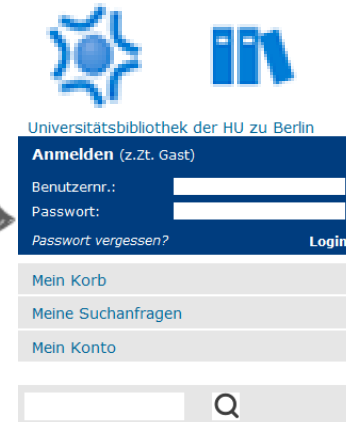 Universitätsbibliothek der HU zu Berlin
Anmelden (z.Zt. Gast)
Benutzernr.:
Passwort:
Passwort vergessen? Login
Mein Korb
Meine Suchanfragen
Mein Konto